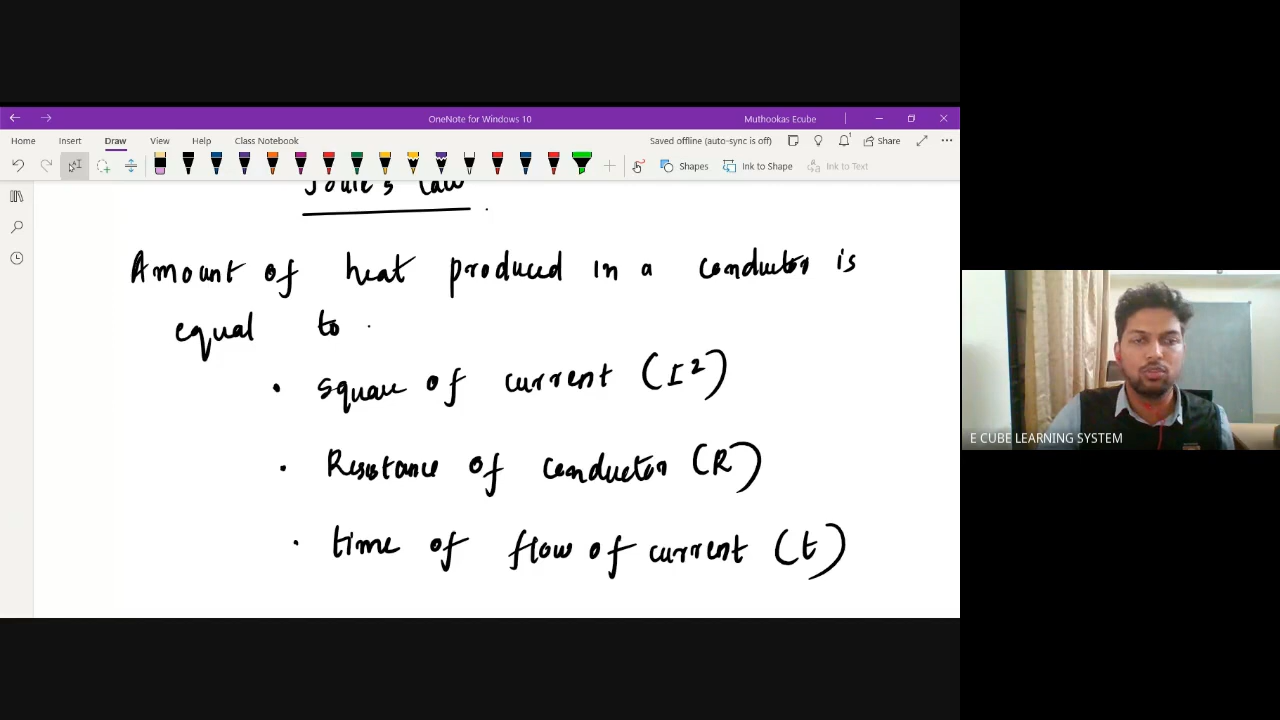 OneNote for Windows 10
Muthookas Ecube
Home Insert Draw View Help Class Notebook
Saved offline (auto-sync is off)
Share
Shapes
Ink to Shape
Ink to Text
Joule's Law
Amount of heat produced in a conductor is
equal to
• square of current (I²)
• Resistance of conductor (R)
• time of flow of current (t)
E CUBE LEARNING SYSTEM